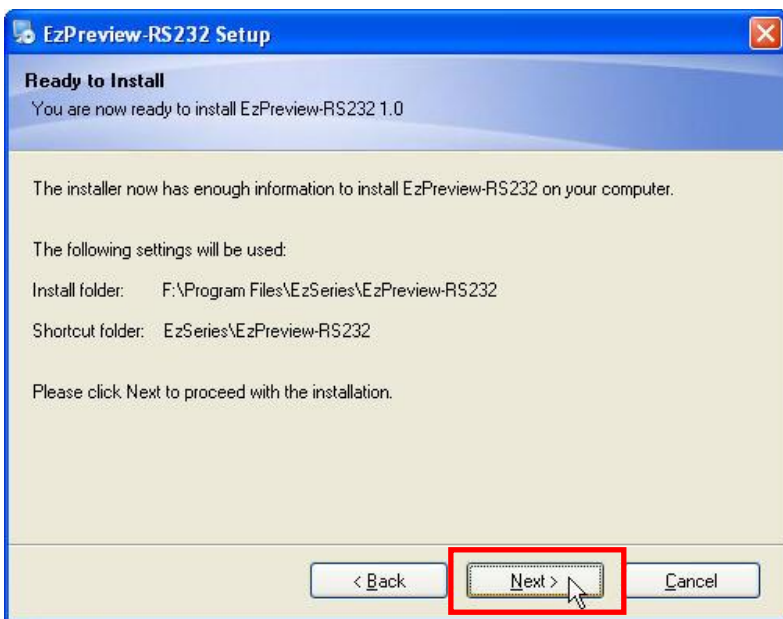 EzPreview-RS232 Setup
Ready to Install
You are now ready to install EzPreview-RS232 1.0
The installer now has enough information to install EzPreview-RS232 on your computer.
The following settings will be used:
Install folder: F:\Program Files\EzSeries\EzPreview-RS232
Shortcut folder: EzSeries\EzPreview-RS232
Please click Next to proceed with the installation.
< Back Next > Cancel